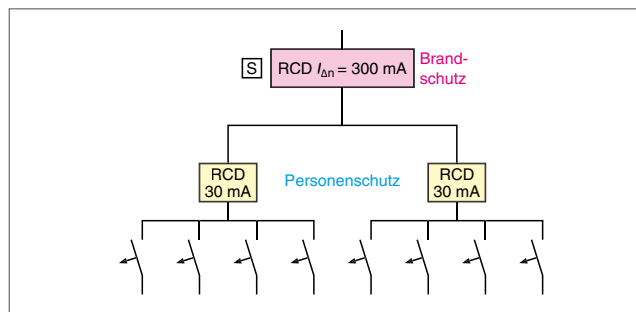 S
RCD IΔn = 300 mA
Brand-
schutz
RCD
30 mA
Personenschutz
RCD
30 mA